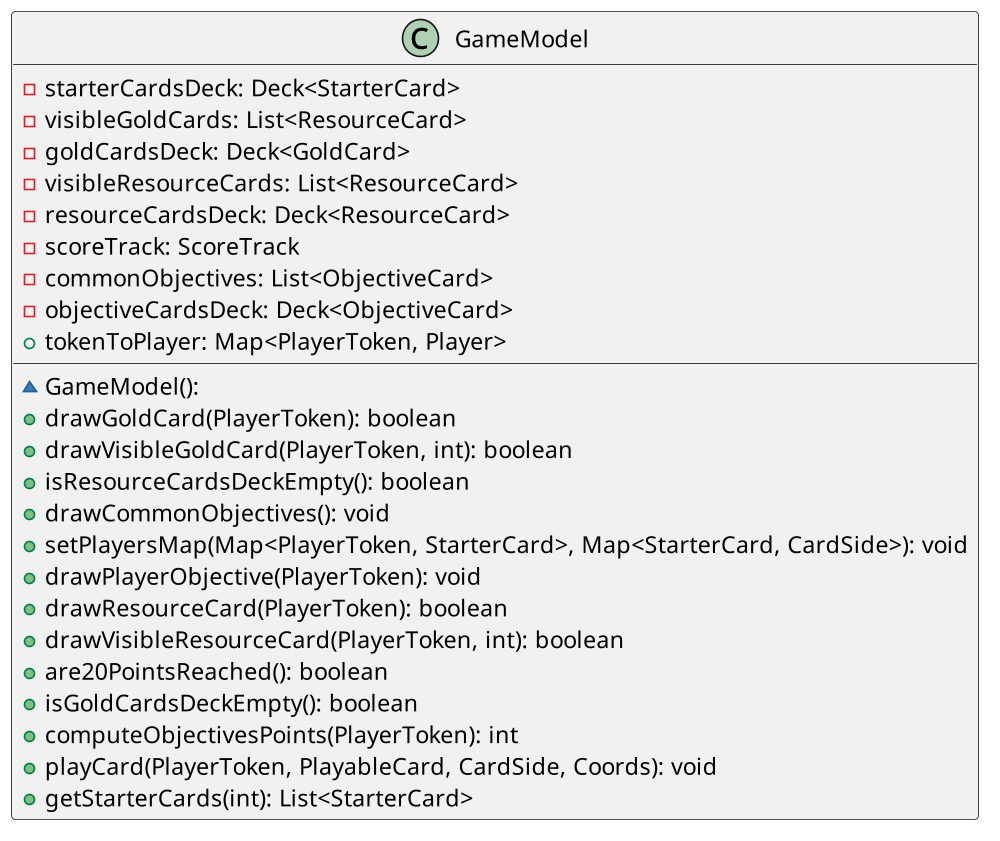 C GameModel
starterCardsDeck: Deck<StarterCard>
visibleGoldCards: List<ResourceCard>
goldCardsDeck: Deck<GoldCard>
visibleResourceCards: List<ResourceCard>
resourceCardsDeck: Deck<ResourceCard>
scoreTrack: ScoreTrack
commonObjectives: List<ObjectiveCard>
objectiveCardsDeck: Deck<ObjectiveCard>
tokenToPlayer: Map<PlayerToken, Player>
GameModel():
drawGoldCard(PlayerToken): boolean
drawVisibleGoldCard(PlayerToken, int): boolean
isResourceCardsDeckEmpty(): boolean
drawCommonObjectives(): void
setPlayersMap(Map<PlayerToken, StarterCard>, Map<StarterCard, CardSide>): void
drawPlayerObjective(PlayerToken): void
drawResourceCard(PlayerToken): boolean
drawVisibleResourceCard(PlayerToken, int): boolean
are20PointsReached(): boolean
isGoldCardsDeckEmpty(): boolean
computeObjectivesPoints(PlayerToken): int
playCard(PlayerToken, PlayableCard, CardSide, Coords): void
getStarterCards(int): List<StarterCard>